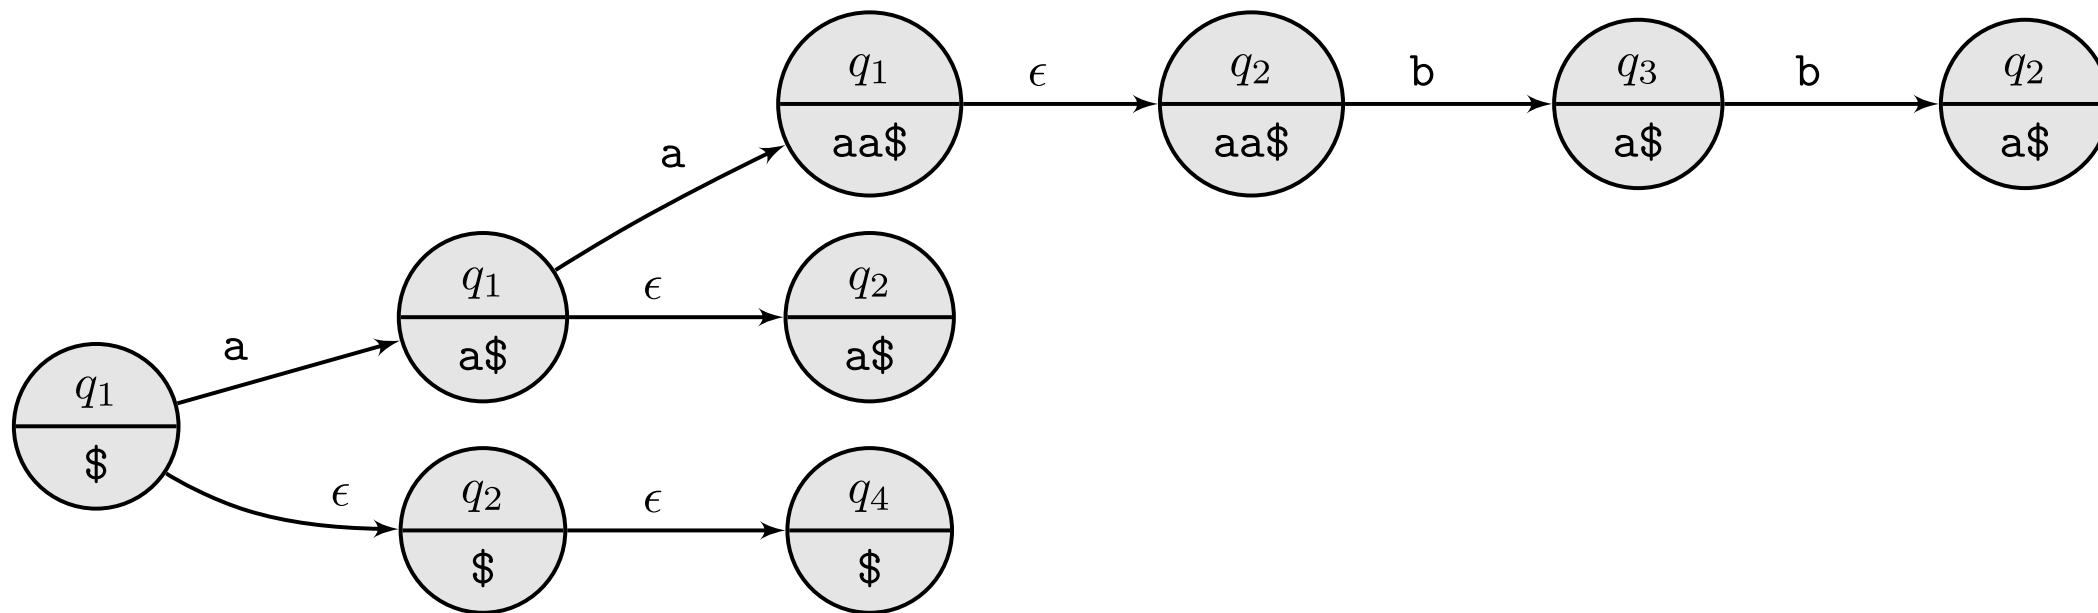 q₁
ϵ
q₂
b
q₃
b
q₂
aa$
aa$
a$
a$
a
q₁
ϵ
q₂
a$
a$
a
q₁
$
ϵ
q₂
ϵ
q₄
$
$